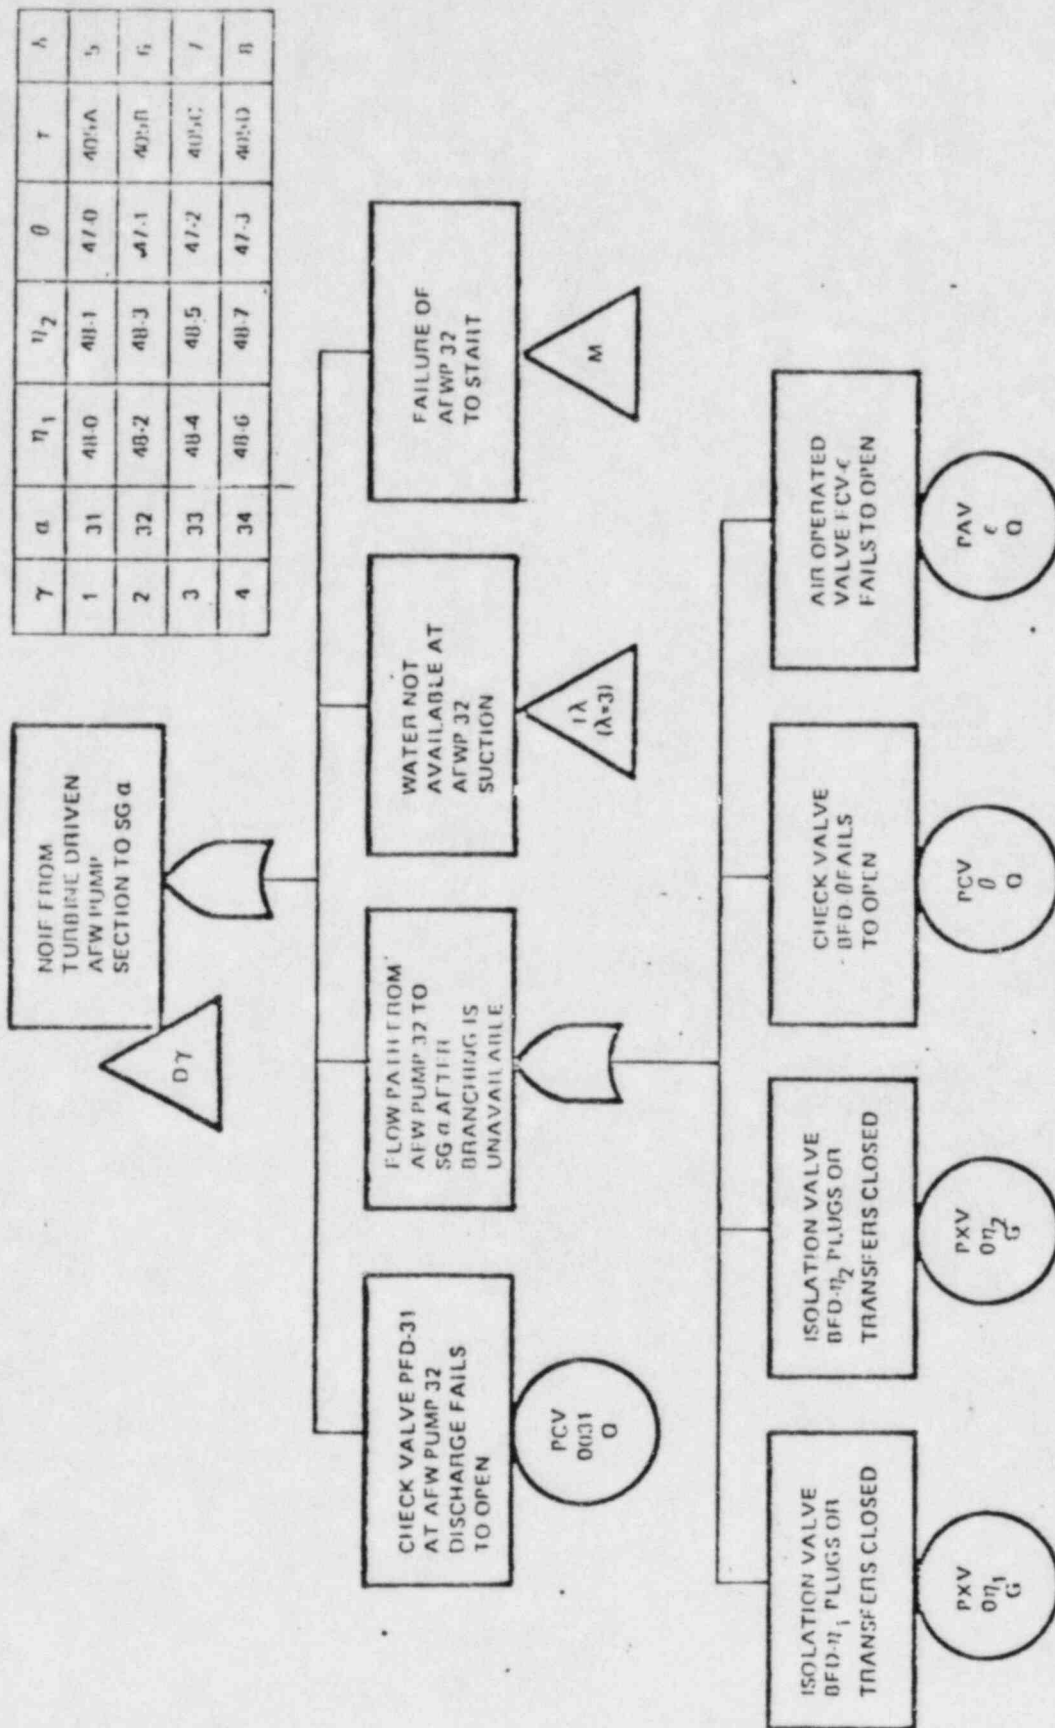 NOIF FROM
TURBINE DRIVEN
AFW PUMP
SECTION TO SG α
Dγ
γ α η1 η2 θ
1 31 48-0 48-1 47-0 405A 5
2 32 48-2 48-3 47-1 405B 6
3 33 48-4 48-5 47-2 405C 7
4 34 48-6 48-7 47-3 405D 8
CHECK VALVE PFD-31
AT AFW PUMP 32
DISCHARGE FAILS
TO OPEN
PCV
0031
Q
FLOW PATH FROM
AFW PUMP 32 TO
SG α AFTER
BRANCHING IS
UNAVAILABLE
WATER NOT
AVAILABLE AT
AFWP 32
SUCTION
1λ
(λ=3)
FAILURE OF
AFWP 32
TO START
M
ISOLATION VALVE
BFD-η1 PLUGS OR
TRANSFERS CLOSED
PXV
0η1
G
ISOLATION VALVE
BFD-η2 PLUGS OR
TRANSFERS CLOSED
PXV
0η2
G
CHECK VALVE
BFD-θ FAILS
TO OPEN
PCV
θ
Q
AIR OPERATED
VALVE FCV-ε
FAILS TO OPEN
PAV
ε
Q